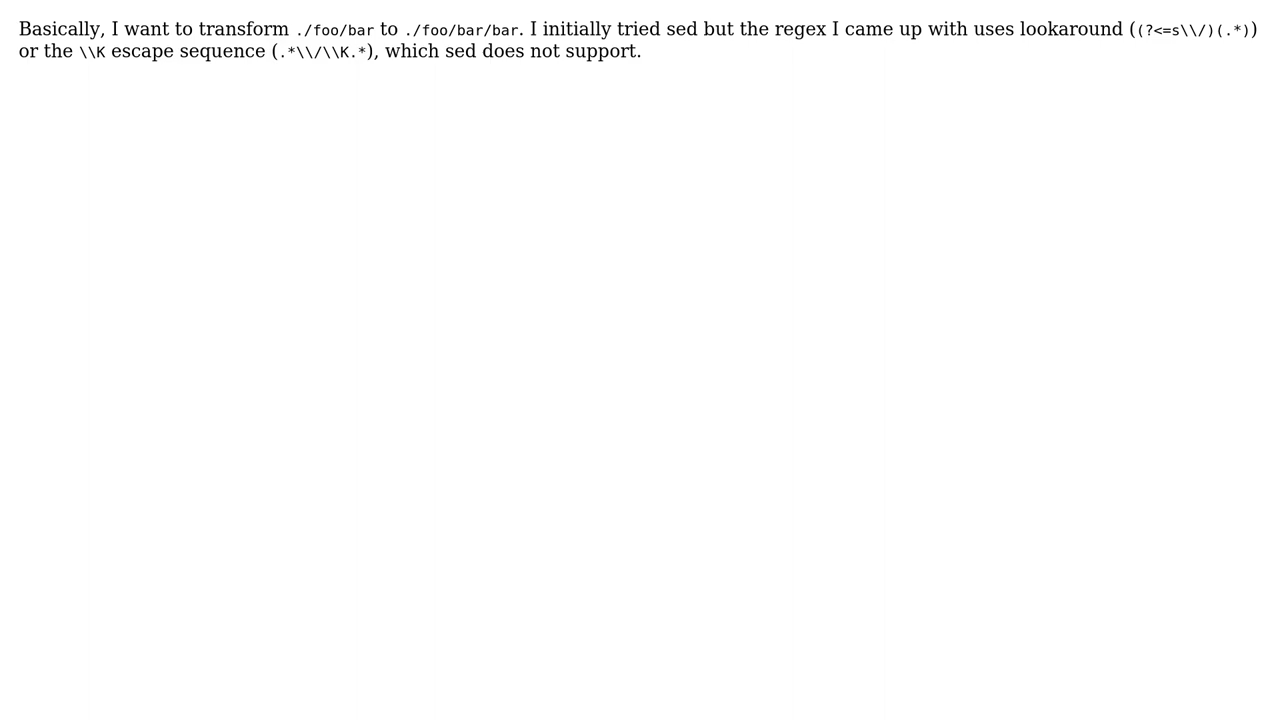 Basically, I want to transform ./foo/bar to ./foo/bar/bar. I initially tried sed but the regex I came up with uses lookaround ((?<=s\\/)(.*))
or the \\K escape sequence (.*\\/\\K.*), which sed does not support.